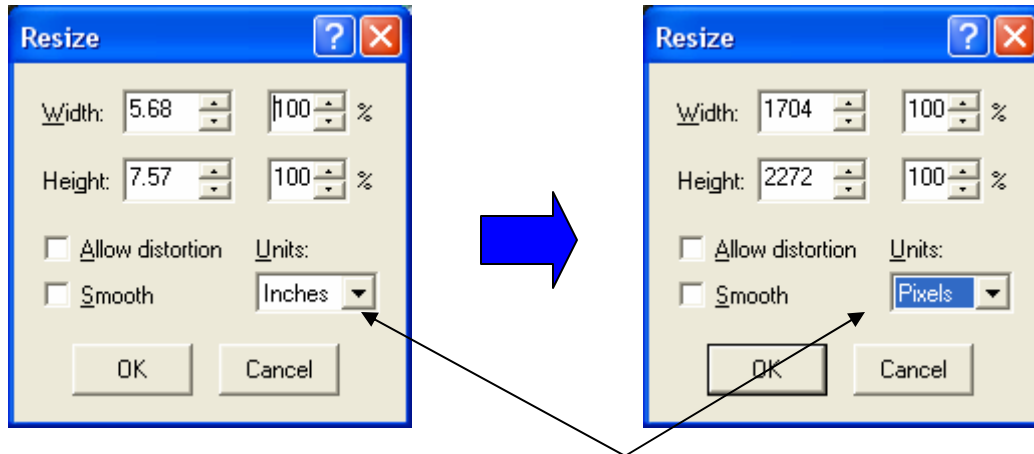 Resize
Width: 5.68 100 %
Height: 7.57 100 %
Allow distortion Units:
Smooth Inches
OK Cancel
Resize
Width: 1704 100 %
Height: 2272 100 %
Allow distortion Units:
Smooth Pixels
OK Cancel